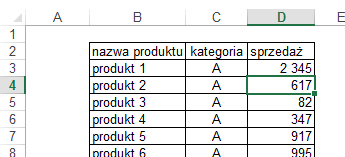 A B C D E
1
2 nazwa produktu kategoria sprzedaż
3 produkt 1 A 2 345
4 produkt 2 A 617
5 produkt 3 A 82
6 produkt 4 A 347
7 produkt 5 A 917
8 produkt 6 A 995